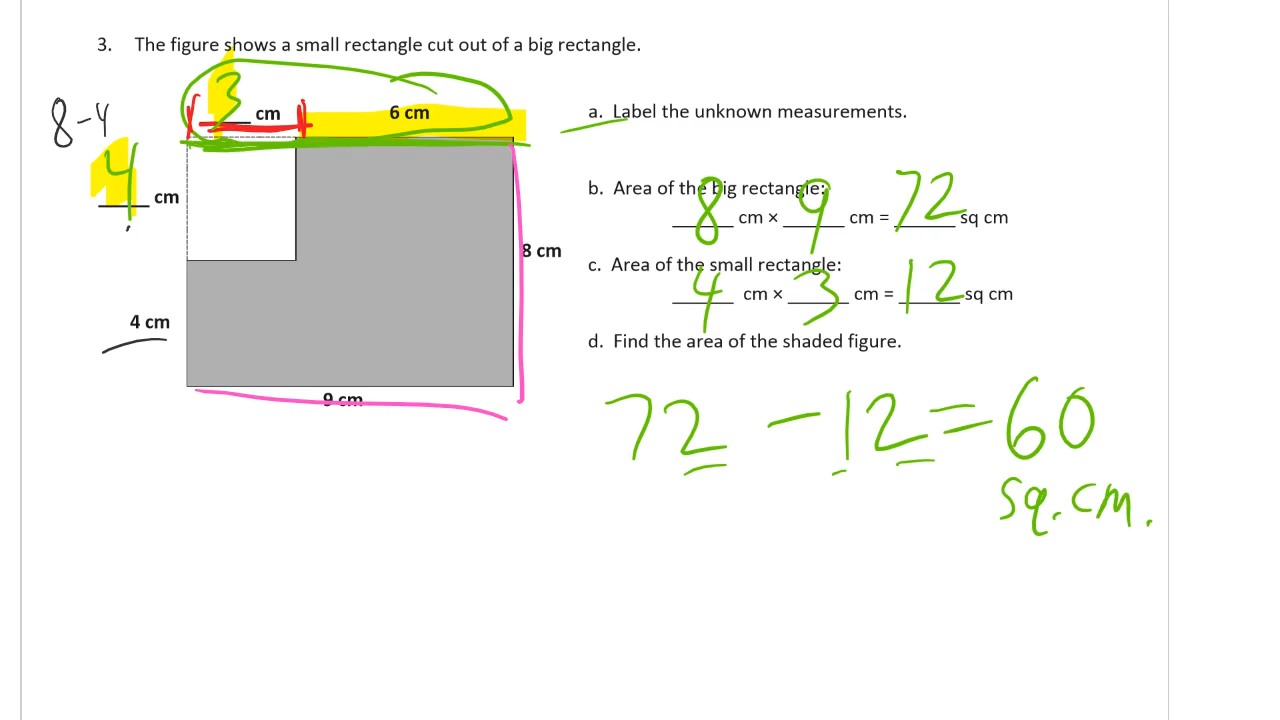 3. The figure shows a small rectangle cut out of a big rectangle.
8-4
3 cm
6 cm
4 cm
8 cm
4 cm
9 cm
a. Label the unknown measurements.
b. Area of the big rectangle:
8 cm × 9 cm = 72 sq cm
c. Area of the small rectangle:
4 cm × 3 cm = 12 sq cm
d. Find the area of the shaded figure.
72 - 12 = 60
sq. cm.